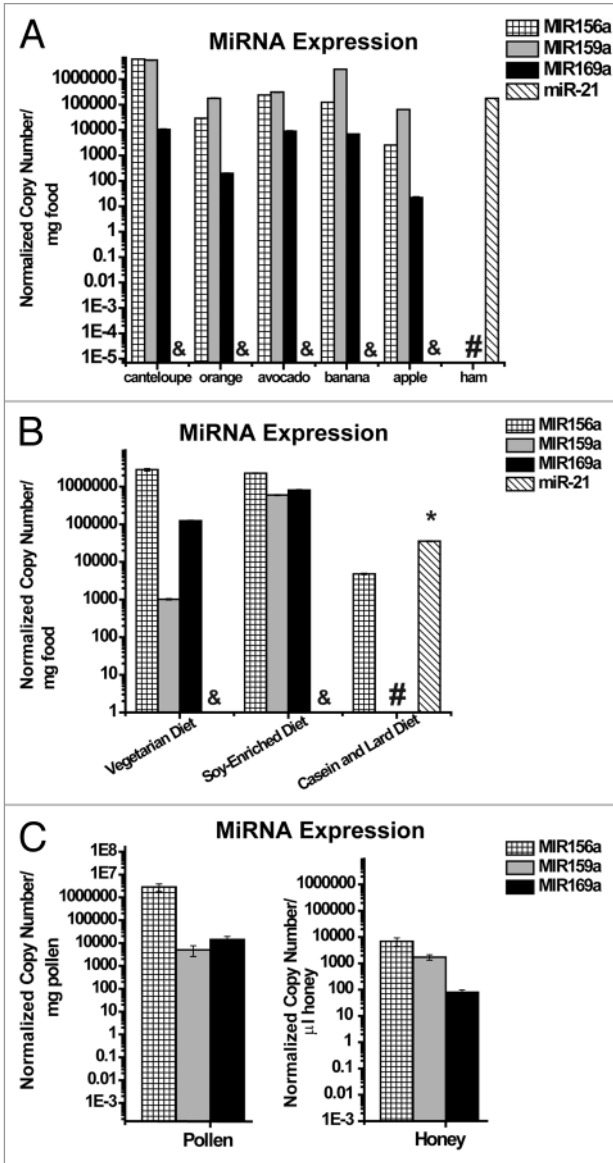 A
MiRNA Expression
MIR156a
MIR159a
MIR169a
miR-21
Normalized Copy Number/
mg food
1000000
100000
10000
1000
100
10
1
0.1
0.01
1E-3
1E-4
1E-5
& & & & & #
canteloupe orange avocado banana apple ham
B
MiRNA Expression
MIR156a
MIR159a
MIR169a
miR-21
Normalized Copy Number/
mg food
1000000
100000
10000
1000
100
10
1
& & # *
Vegetarian Diet
Soy-Enriched Diet
Casein and Lard Diet
C
MiRNA Expression
MIR156a
MIR159a
MIR169a
Normalized Copy Number/
mg pollen
1E8
1E7
1000000
100000
10000
1000
100
10
1
0.1
0.01
1E-3
Pollen
Normalized Copy Number/
µl honey
1000000
100000
10000
1000
100
10
1
0.1
0.01
1E-3
Honey